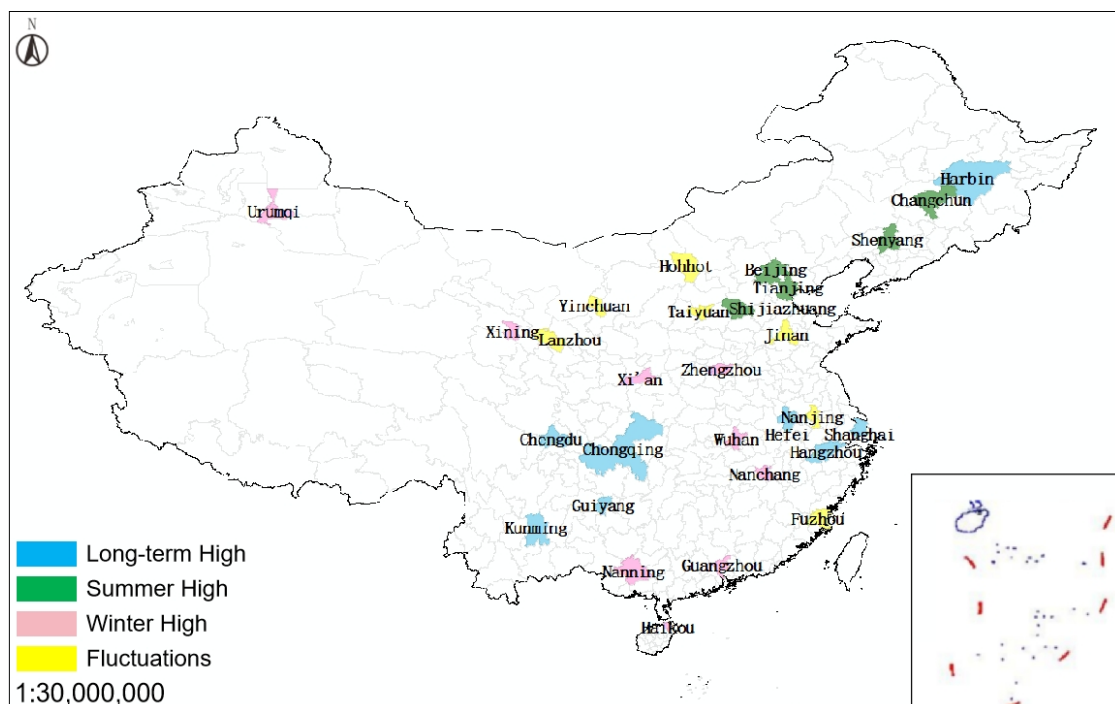 N
Harbin
Changchun
Urumqi
Shenyang
Hohhot
Beijing
Tianjing
Yinchuan
Taiyuan
Shijiazhuang
Xining
Lanzhou
Jinan
Zhengzhou
Xi'an
Nanjing
Chengdu
Chongqing
Wuhan
Hefei
Shanghai
Hangzhou
Nanchang
Guiyang
Kunming
Fuzhou
Nanning
Guangzhou
Haikou
Long-term High
Summer High
Winter High
Fluctuations
1:30,000,000